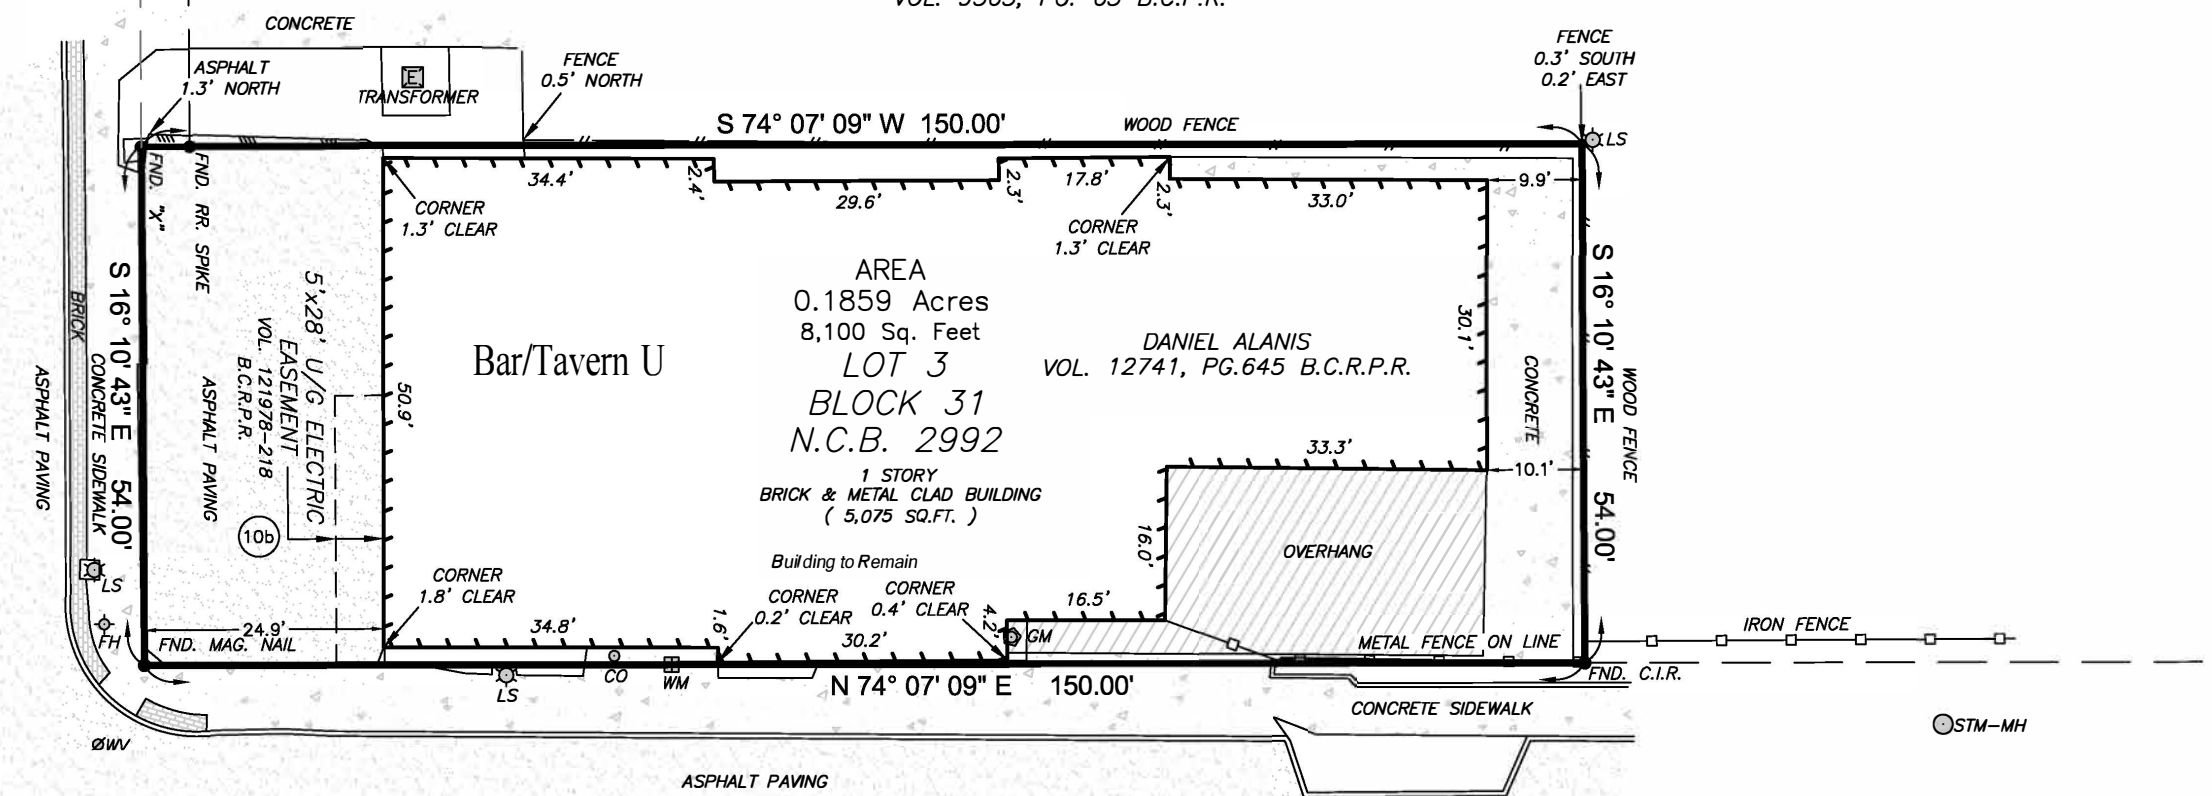 CONCRETE
ASPHALT
1.3' NORTH
E
TRANSFORMER
FENCE
0.5' NORTH
FENCE
0.3' SOUTH
0.2' EAST
S 74° 07' 09" W 150.00'
WOOD FENCE
LS
FND. "X"
FND. RR. SPIKE
34.4'
2.4'
29.6'
2.3'
17.8'
2.3'
33.0'
9.9'
CORNER
1.3' CLEAR
CORNER
1.3' CLEAR
BRICK
ASPHALT PAVING
CONCRETE SIDEWALK
S 16° 10' 43" E 54.00'
ASPHALT PAVING
5'x28' U/G ELECTRIC
EASEMENT
VOL. 121978-218
B.C.R.P.R.
10b
50.9'
Bar/Tavern U
AREA
0.1859 Acres
8,100 Sq. Feet
LOT 3
BLOCK 31
N.C.B. 2992
1 STORY
BRICK & METAL CLAD BUILDING
( 5,075 SQ.FT. )
Building to Remain
DANIEL ALANIS
VOL. 12741, PG.645 B.C.R.P.R.
30.1'
CONCRETE
S 16° 10' 43" E 54.00'
WOOD FENCE
33.3'
10.1'
16.0'
OVERHANG
CORNER
1.8' CLEAR
CORNER
0.2' CLEAR
CORNER
0.4' CLEAR
16.5'
4.2'
1.6'
34.8'
30.2'
GM
24.9'
FND. MAG. NAIL
LS
FH
METAL FENCE ON LINE
IRON FENCE
FND. C.I.R.
LS
CO
WM
N 74° 07' 09" E 150.00'
CONCRETE SIDEWALK
STM-MH
ØWV
ASPHALT PAVING